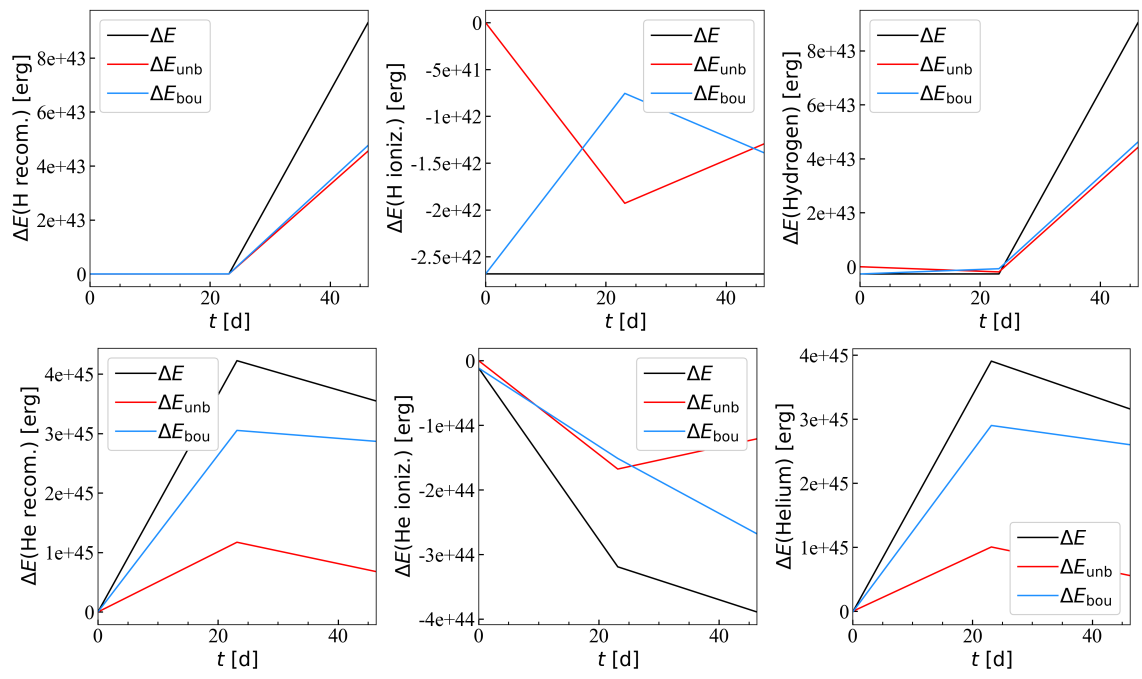 ΔE(H recom.) [erg]
8e+43
6e+43
4e+43
2e+43
0
0 20 40
t [d]
ΔE
ΔE_unb
ΔE_bou
ΔE(H ioniz.) [erg]
0
-5e+41
-1e+42
-1.5e+42
-2e+42
-2.5e+42
0 20 40
t [d]
ΔE
ΔE_unb
ΔE_bou
ΔE(Hydrogen) [erg]
8e+43
6e+43
4e+43
2e+43
0
0 20 40
t [d]
ΔE
ΔE_unb
ΔE_bou
ΔE(He recom.) [erg]
4e+45
3e+45
2e+45
1e+45
0
0 20 40
t [d]
ΔE
ΔE_unb
ΔE_bou
ΔE(He ioniz.) [erg]
0
-1e+44
-2e+44
-3e+44
-4e+44
0 20 40
t [d]
ΔE
ΔE_unb
ΔE_bou
ΔE(Helium) [erg]
4e+45
3e+45
2e+45
1e+45
0
0 20 40
t [d]
ΔE
ΔE_unb
ΔE_bou